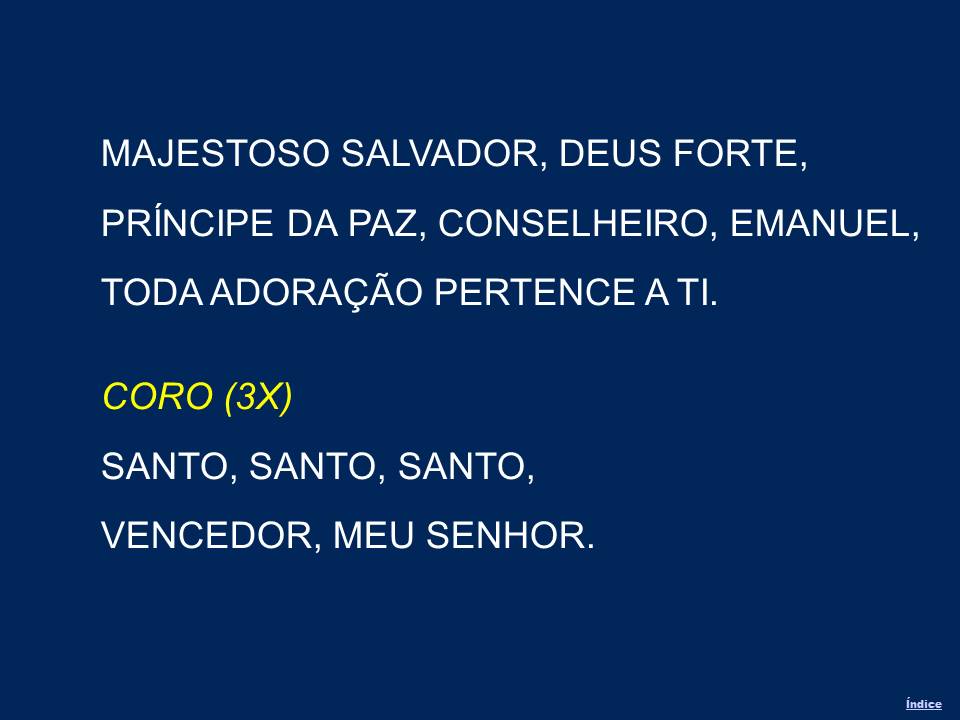 MAJESTOSO SALVADOR, DEUS FORTE,
PRÍNCIPE DA PAZ, CONSELHEIRO, EMANUEL,
TODA ADORAÇÃO PERTENCE A TI.
CORO (3X)
SANTO, SANTO, SANTO,
VENCEDOR, MEU SENHOR.
Índice